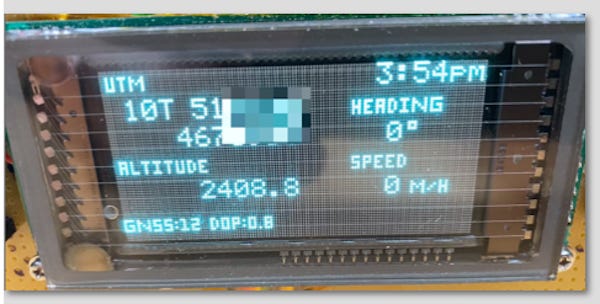 UTM
3:54PM
10T 51
HEADING
467
0°
ALTITUDE
SPEED
2408.8
0 M/H
GNSS:12 DOP:0.8